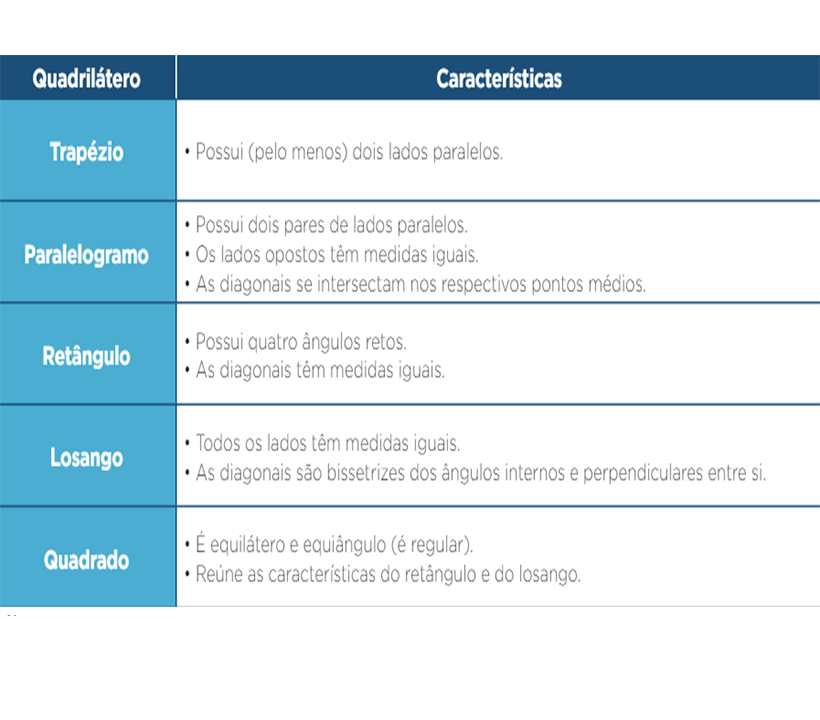 Quadrilátero Características
Trapézio
• Possui (pelo menos) dois lados paralelos.
Paralelogramo
• Possui dois pares de lados paralelos.
• Os lados opostos têm medidas iguais.
• As diagonais se intersectam nos respectivos pontos médios.
Retângulo
• Possui quatro ângulos retos.
• As diagonais têm medidas iguais.
Losango
• Todos os lados têm medidas iguais.
• As diagonais são bissetrizes dos ângulos internos e perpendiculares entre si.
Quadrado
• É equilátero e equiângulo (é regular).
• Reúne as características do retângulo e do losango.